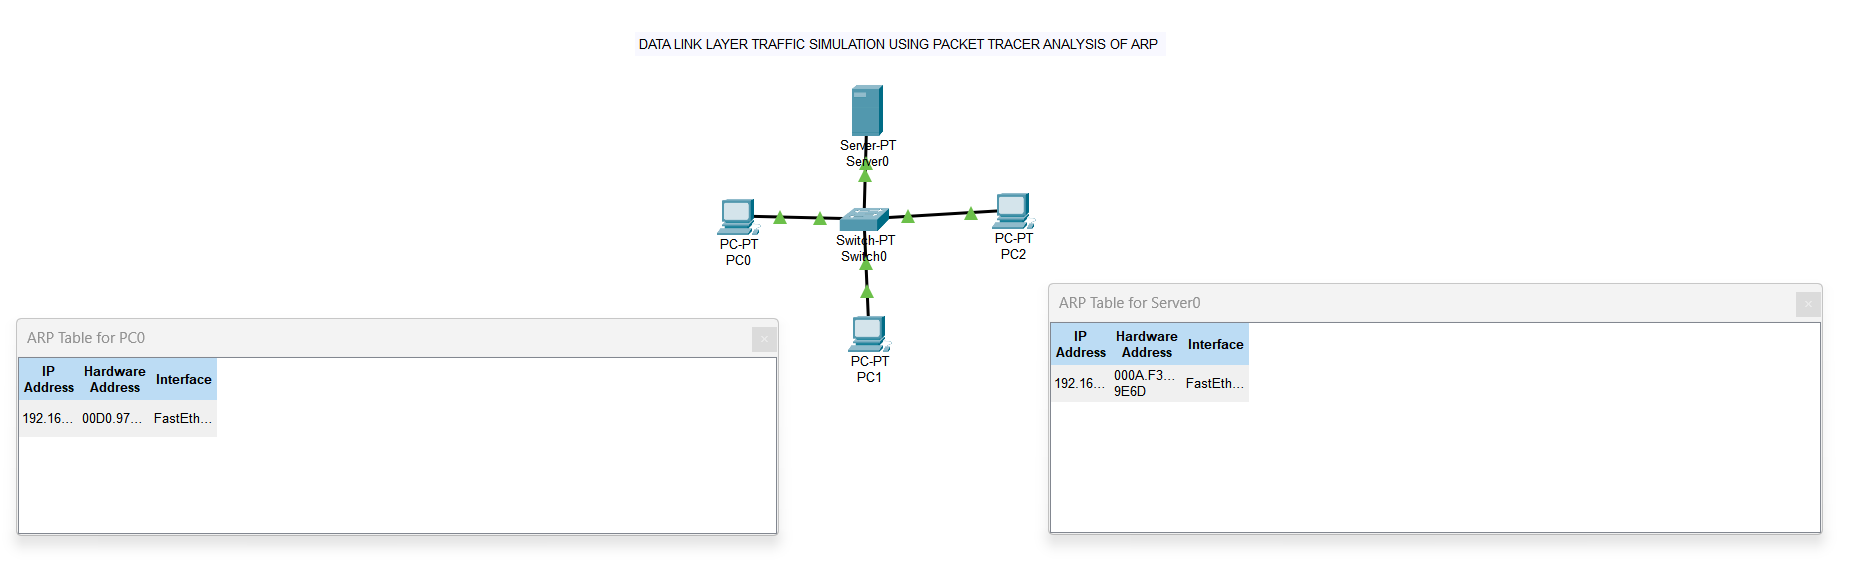 DATA LINK LAYER TRAFFIC SIMULATION USING PACKET TRACER ANALYSIS OF ARP
Server-PT
Server0
PC-PT
PC0
Switch-PT
Switch0
PC-PT
PC2
PC-PT
PC1
ARP Table for PC0
IP Address Hardware Address Interface
192.16... 00D0.97... FastEth...
ARP Table for Server0
IP Address Hardware Address Interface
192.16... 000A.F3... 9E6D FastEth...